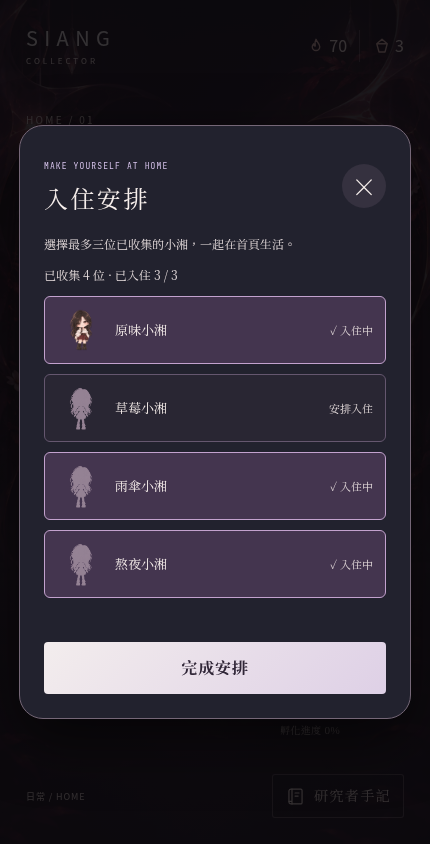 SIANG
COLLECTOR
70
3
HOME / 01
MAKE YOURSELF AT HOME
入住安排
選擇最多三位已收集的小湘，一起在首頁生活。
已收集 4 位 · 已入住 3 / 3
原味小湘
✓ 入住中
草莓小湘
安排入住
雨傘小湘
✓ 入住中
熬夜小湘
✓ 入住中
完成安排
孵化進度 0%
日常 / HOME
研究者手記